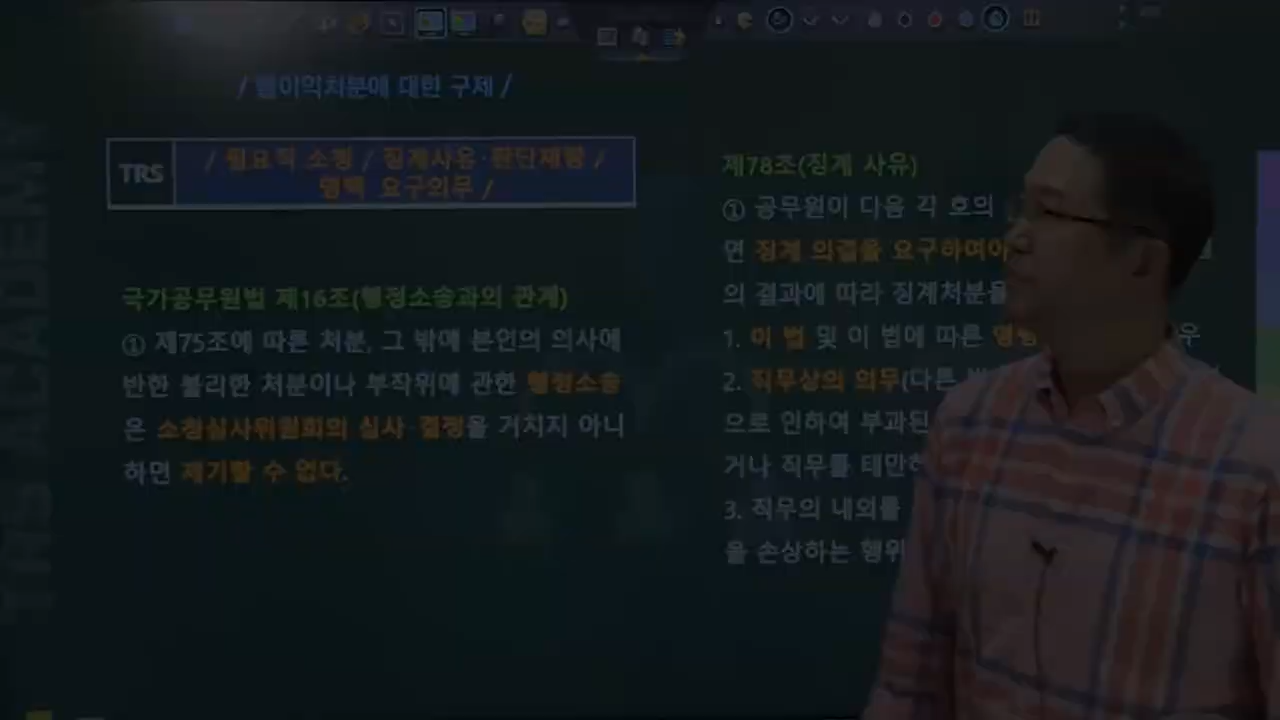 / 불이익처분에 대한 구제 /
TRS
/ 필요적 소청 / 징계사유·판단재량 /
명백 요구의무 /
국가공무원법 제16조(행정소송과의 관계)
① 제75조에 따른 처분, 그 밖에 본인의 의사에
반한 불리한 처분이나 부작위에 관한 행정소송
은 소청심사위원회의 심사·결정을 거치지 아니
하면 제기할 수 없다.
제78조(징계 사유)
① 공무원이 다음 각 호의
면 징계 의결을 요구하여야
의 결과에 따라 징계처분을
1. 이 법 및 이 법에 따른 명령
2. 직무상의 의무(다른
으로 인하여 부과된
거나 직무를 태만히
3. 직무의 내외를
을 손상하는 행위
TRS ACADEMY